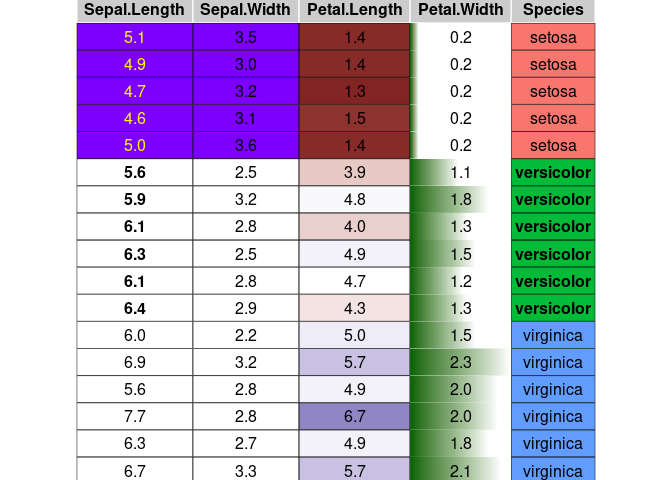 Sepal.Length Sepal.Width Petal.Length Petal.Width Species
5.1 3.5 1.4 0.2 setosa
4.9 3.0 1.4 0.2 setosa
4.7 3.2 1.3 0.2 setosa
4.6 3.1 1.5 0.2 setosa
5.0 3.6 1.4 0.2 setosa
5.6 2.5 3.9 1.1 versicolor
5.9 3.2 4.8 1.8 versicolor
6.1 2.8 4.0 1.3 versicolor
6.3 2.5 4.9 1.5 versicolor
6.1 2.8 4.7 1.2 versicolor
6.4 2.9 4.3 1.3 versicolor
6.0 2.2 5.0 1.5 virginica
6.9 3.2 5.7 2.3 virginica
5.6 2.8 4.9 2.0 virginica
7.7 2.8 6.7 2.0 virginica
6.3 2.7 4.9 1.8 virginica
6.7 3.3 5.7 2.1 virginica